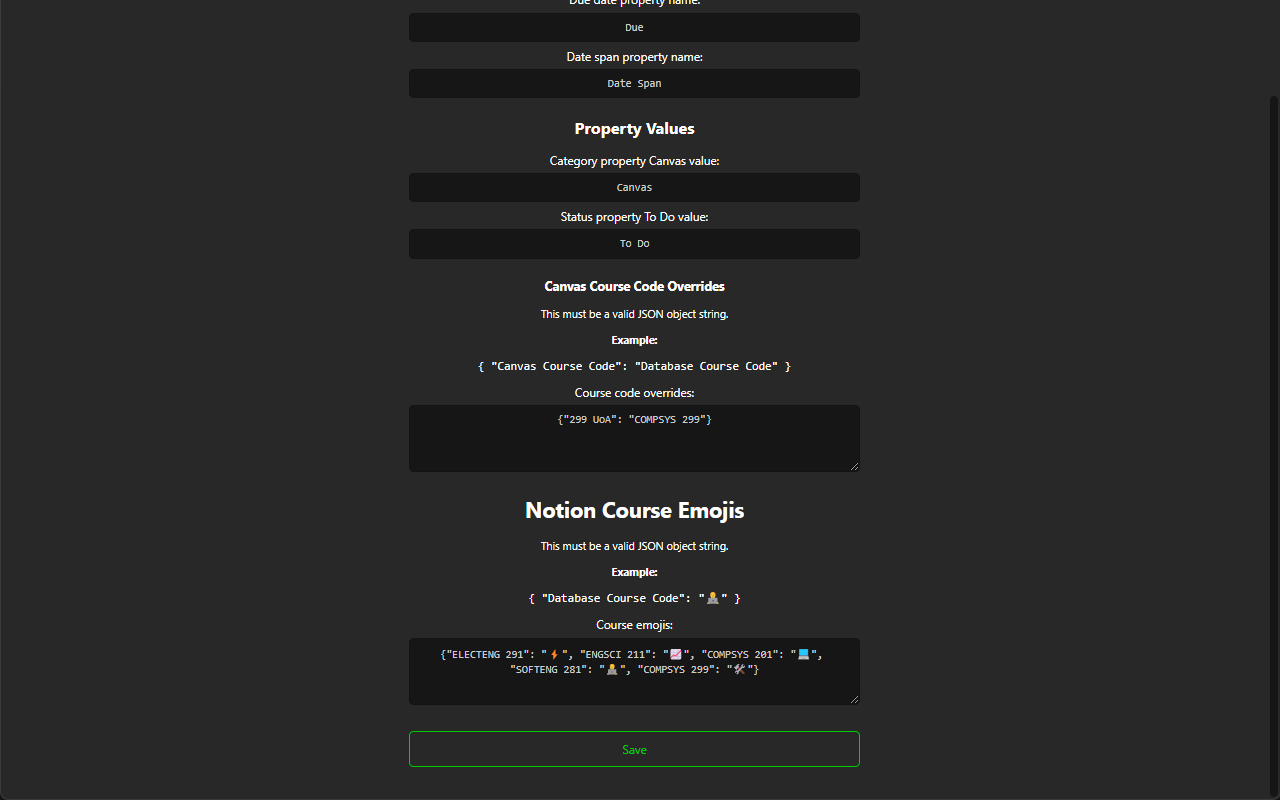 Due date property name:
Due
Date span property name:
Date Span
Property Values
Category property Canvas value:
Canvas
Status property To Do value:
To Do
Canvas Course Code Overrides
This must be a valid JSON object string.
Example:
{ "Canvas Course Code": "Database Course Code" }
Course code overrides:
{"299 UoA": "COMPSYS 299"}
Notion Course Emojis
This must be a valid JSON object string.
Example:
{ "Database Course Code": "👨‍💻" }
Course emojis:
{"ELECTENG 291": "⚡", "ENGSCI 211": "📈", "COMPSYS 201": "💻",
"SOFTENG 281": "👨‍💻", "COMPSYS 299": "🛠️"}
Save